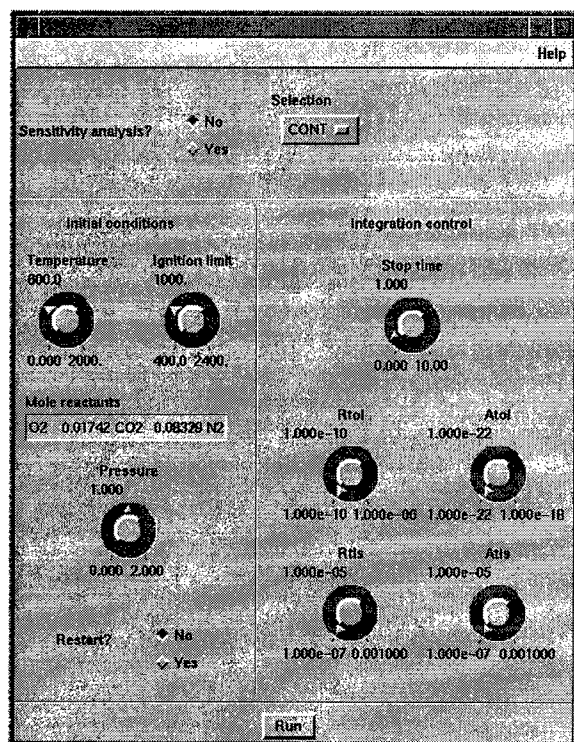 Help
Selection
Sensitivity analysis?
No
Yes
CONT
Initial conditions
Integration control
Temperature
Ignition limit
600.0
1000.
0.000 2000.
400.0 2400.
Stop time
1.000
0.000 10.00
Mole reactants
O2 0.01742 CO2 0.08329 N2
Pressure
1.000
0.000 2.000
Rtol
Atol
1.000e-10
1.000e-22
1.000e-10 1.000e-06
1.000e-22 1.000e-18
Rtls
Atls
1.000e-05
1.000e-05
1.000e-07 0.001000
1.000e-07 0.001000
Restart?
No
Yes
Run